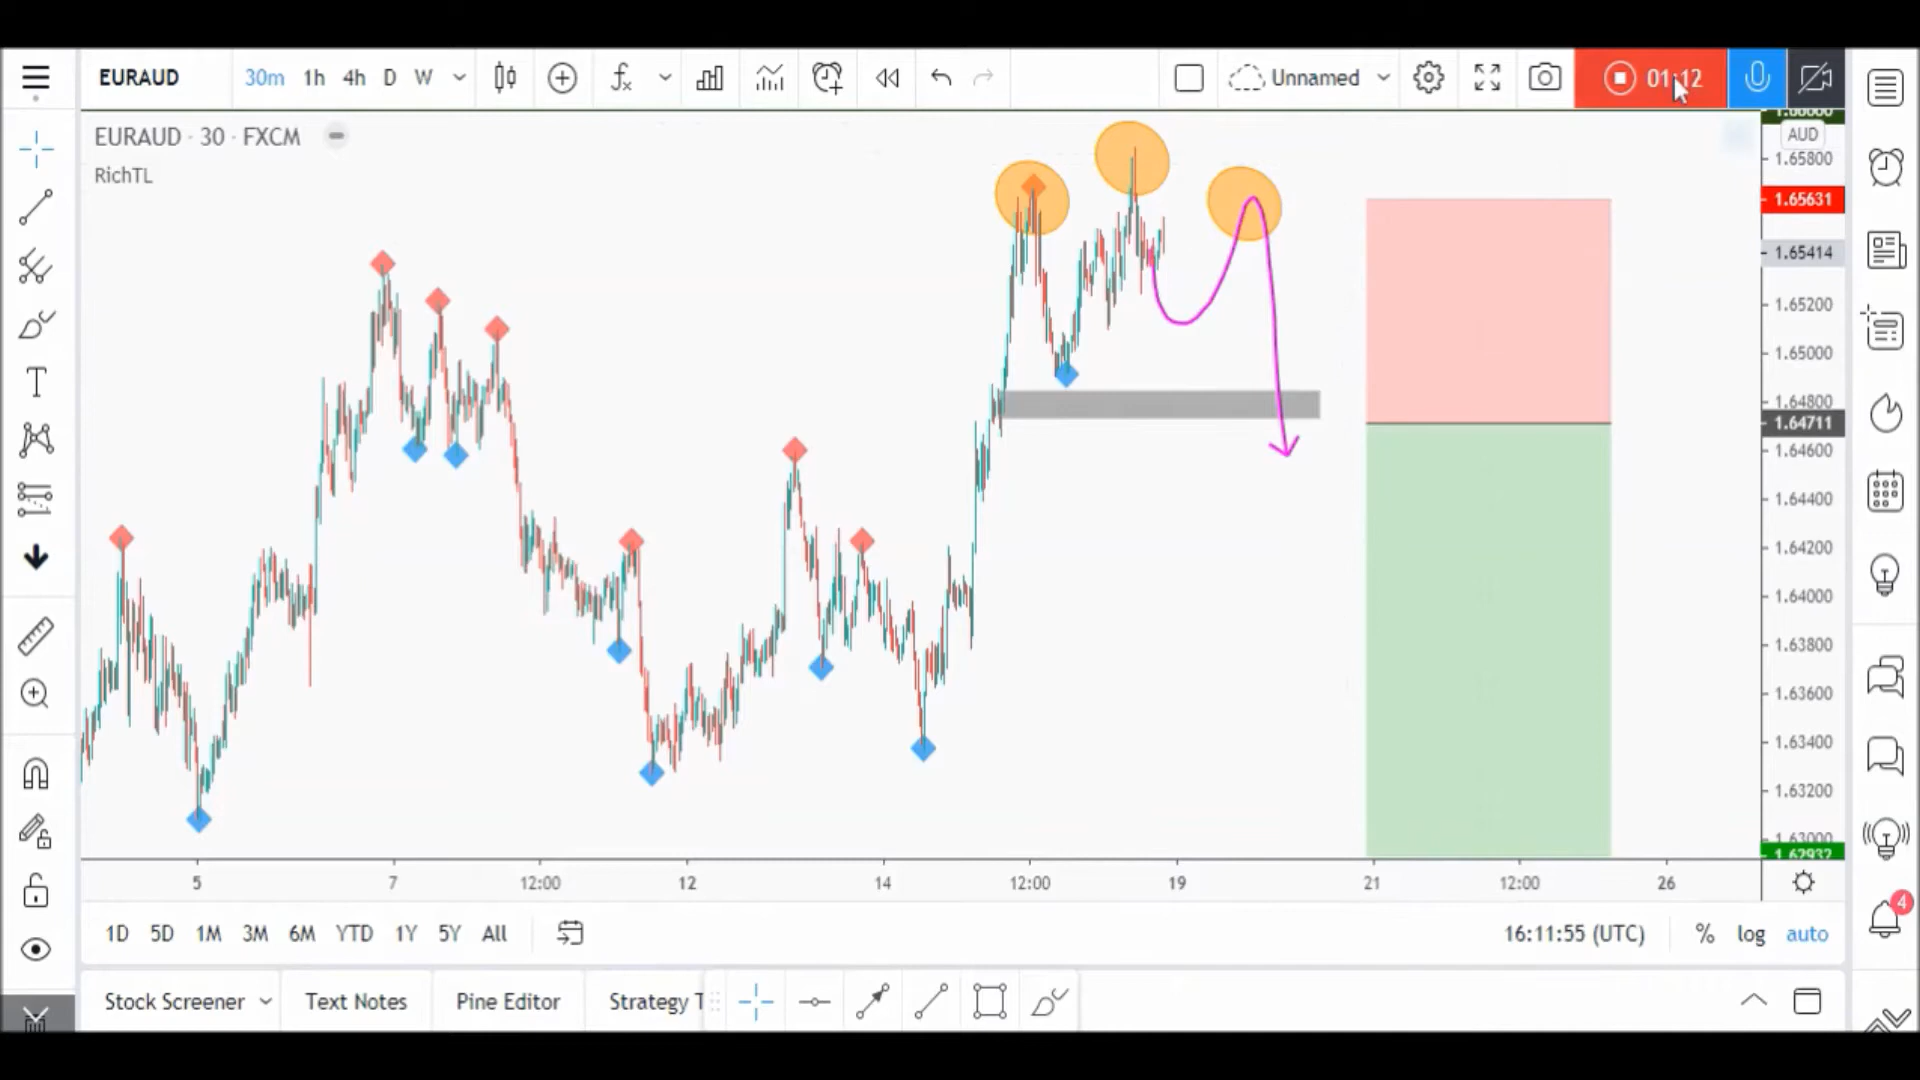 EURAUD 30m 1h 4h D W Unnamed 01:12
EURAUD · 30 · FXCM
RichTL
AUD
1.65800
1.65631
1.65414
1.65200
1.65000
1.64800
1.64711
1.64600
1.64400
1.64200
1.64000
1.63800
1.63600
1.63400
1.63200
1.63000
1.62932
5 7 12:00 12 14 12:00 19 21 12:00 26
1D 5D 1M 3M 6M YTD 1Y 5Y All 16:11:55 (UTC) % log auto
4
Stock Screener Text Notes Pine Editor Strategy T